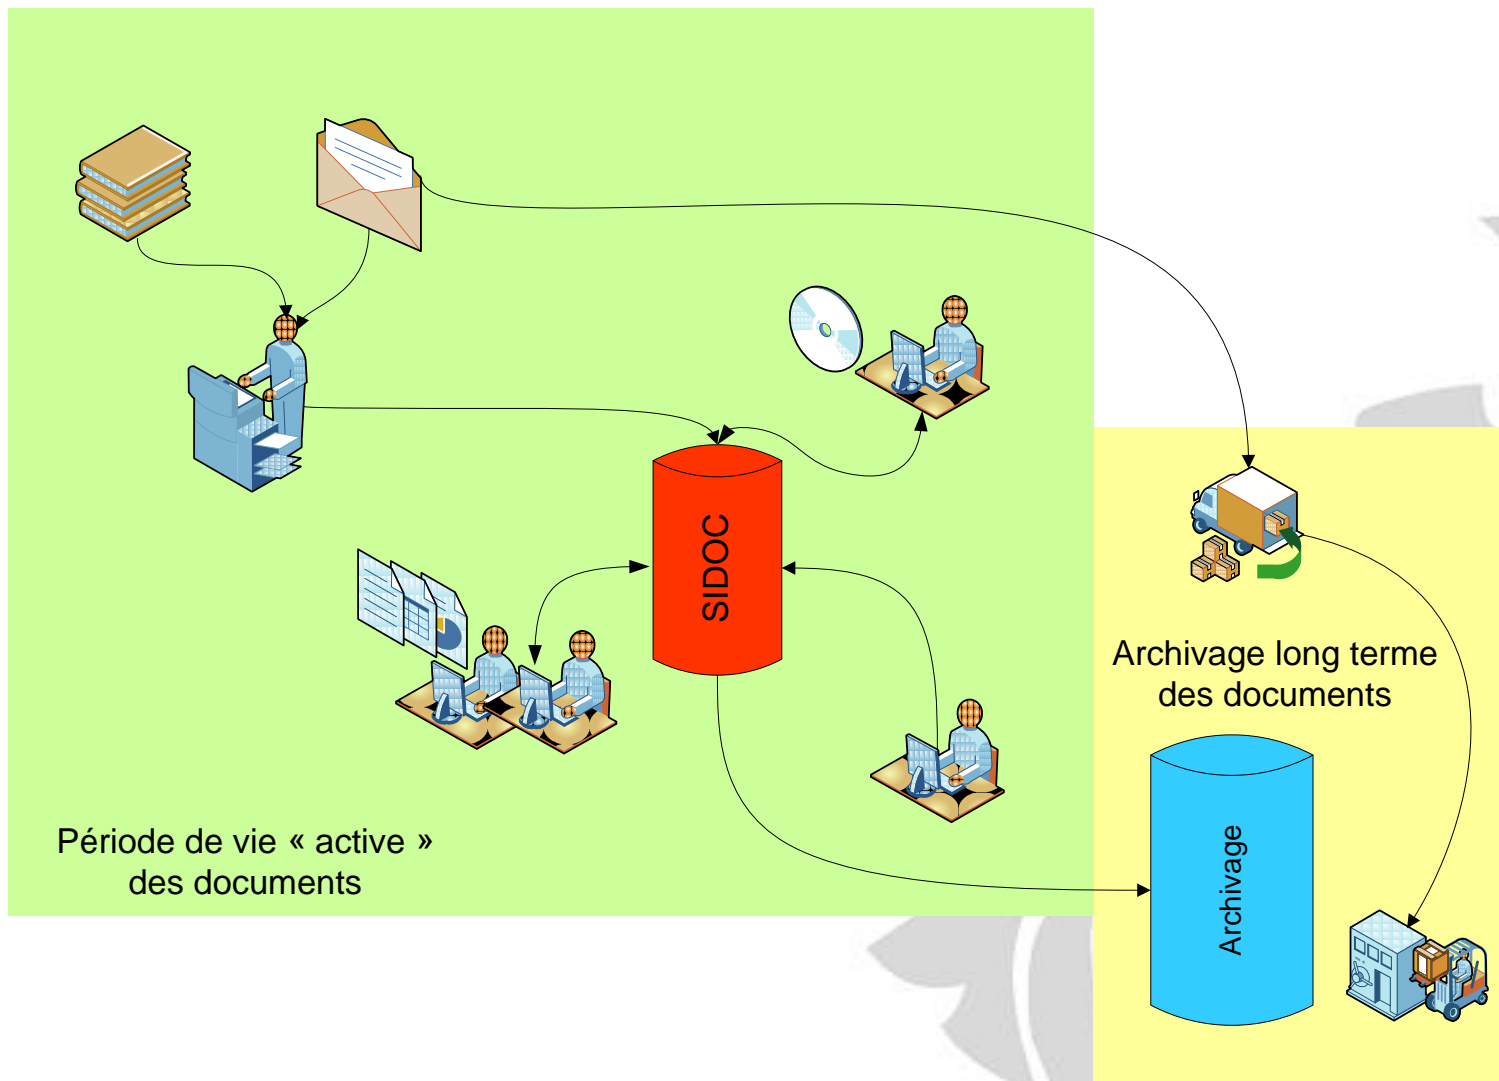 SIDOC
Archivage long terme
des documents
Période de vie « active »
des documents
Archivage